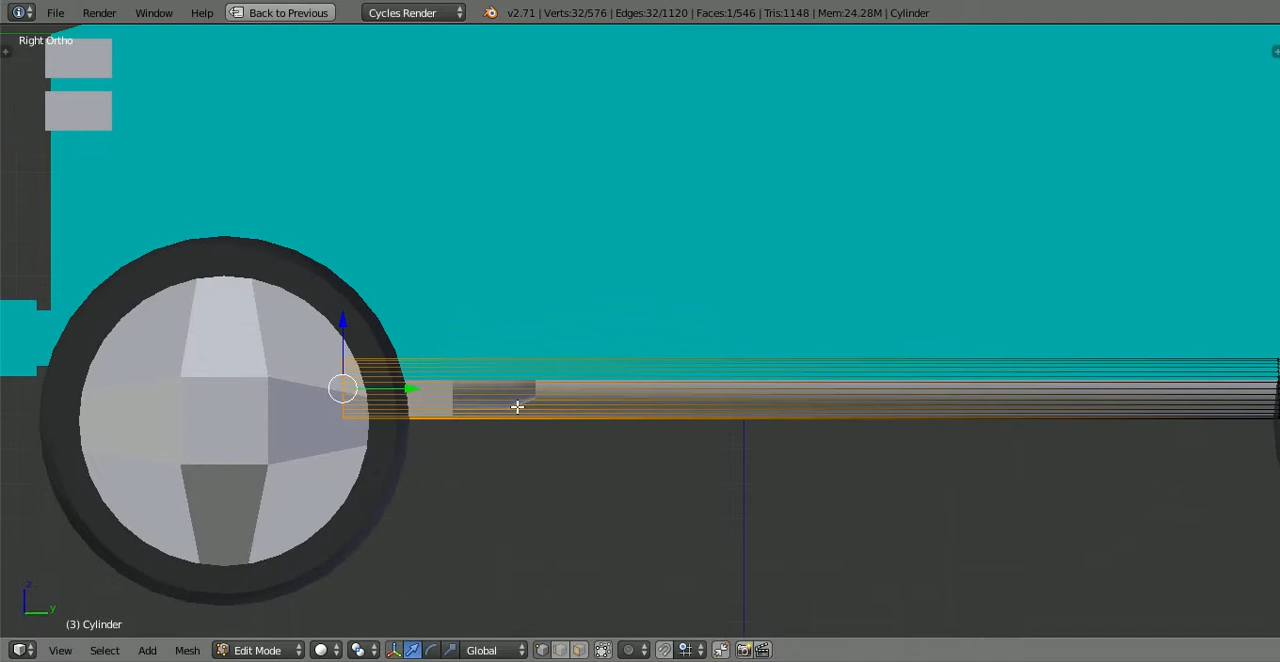 File Render Window Help Back to Previous Cycles Render v2.71 | Verts:32/576 | Edges:32/1120 | Faces:1/546 | Tris:1148 | Mem:24.28M | Cylinder
Right Ortho
z
y
(3) Cylinder
View Select Add Mesh Edit Mode Global